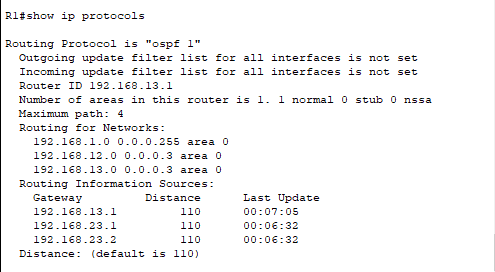 R1#show ip protocols
Routing Protocol is "ospf 1"
Outgoing update filter list for all interfaces is not set
Incoming update filter list for all interfaces is not set
Router ID 192.168.13.1
Number of areas in this router is 1. 1 normal 0 stub 0 nssa
Maximum path: 4
Routing for Networks:
192.168.1.0 0.0.0.255 area 0
192.168.12.0 0.0.0.3 area 0
192.168.13.0 0.0.0.3 area 0
Routing Information Sources:
Gateway Distance Last Update
192.168.13.1 110 00:07:05
192.168.23.1 110 00:06:32
192.168.23.2 110 00:06:32
Distance: (default is 110)